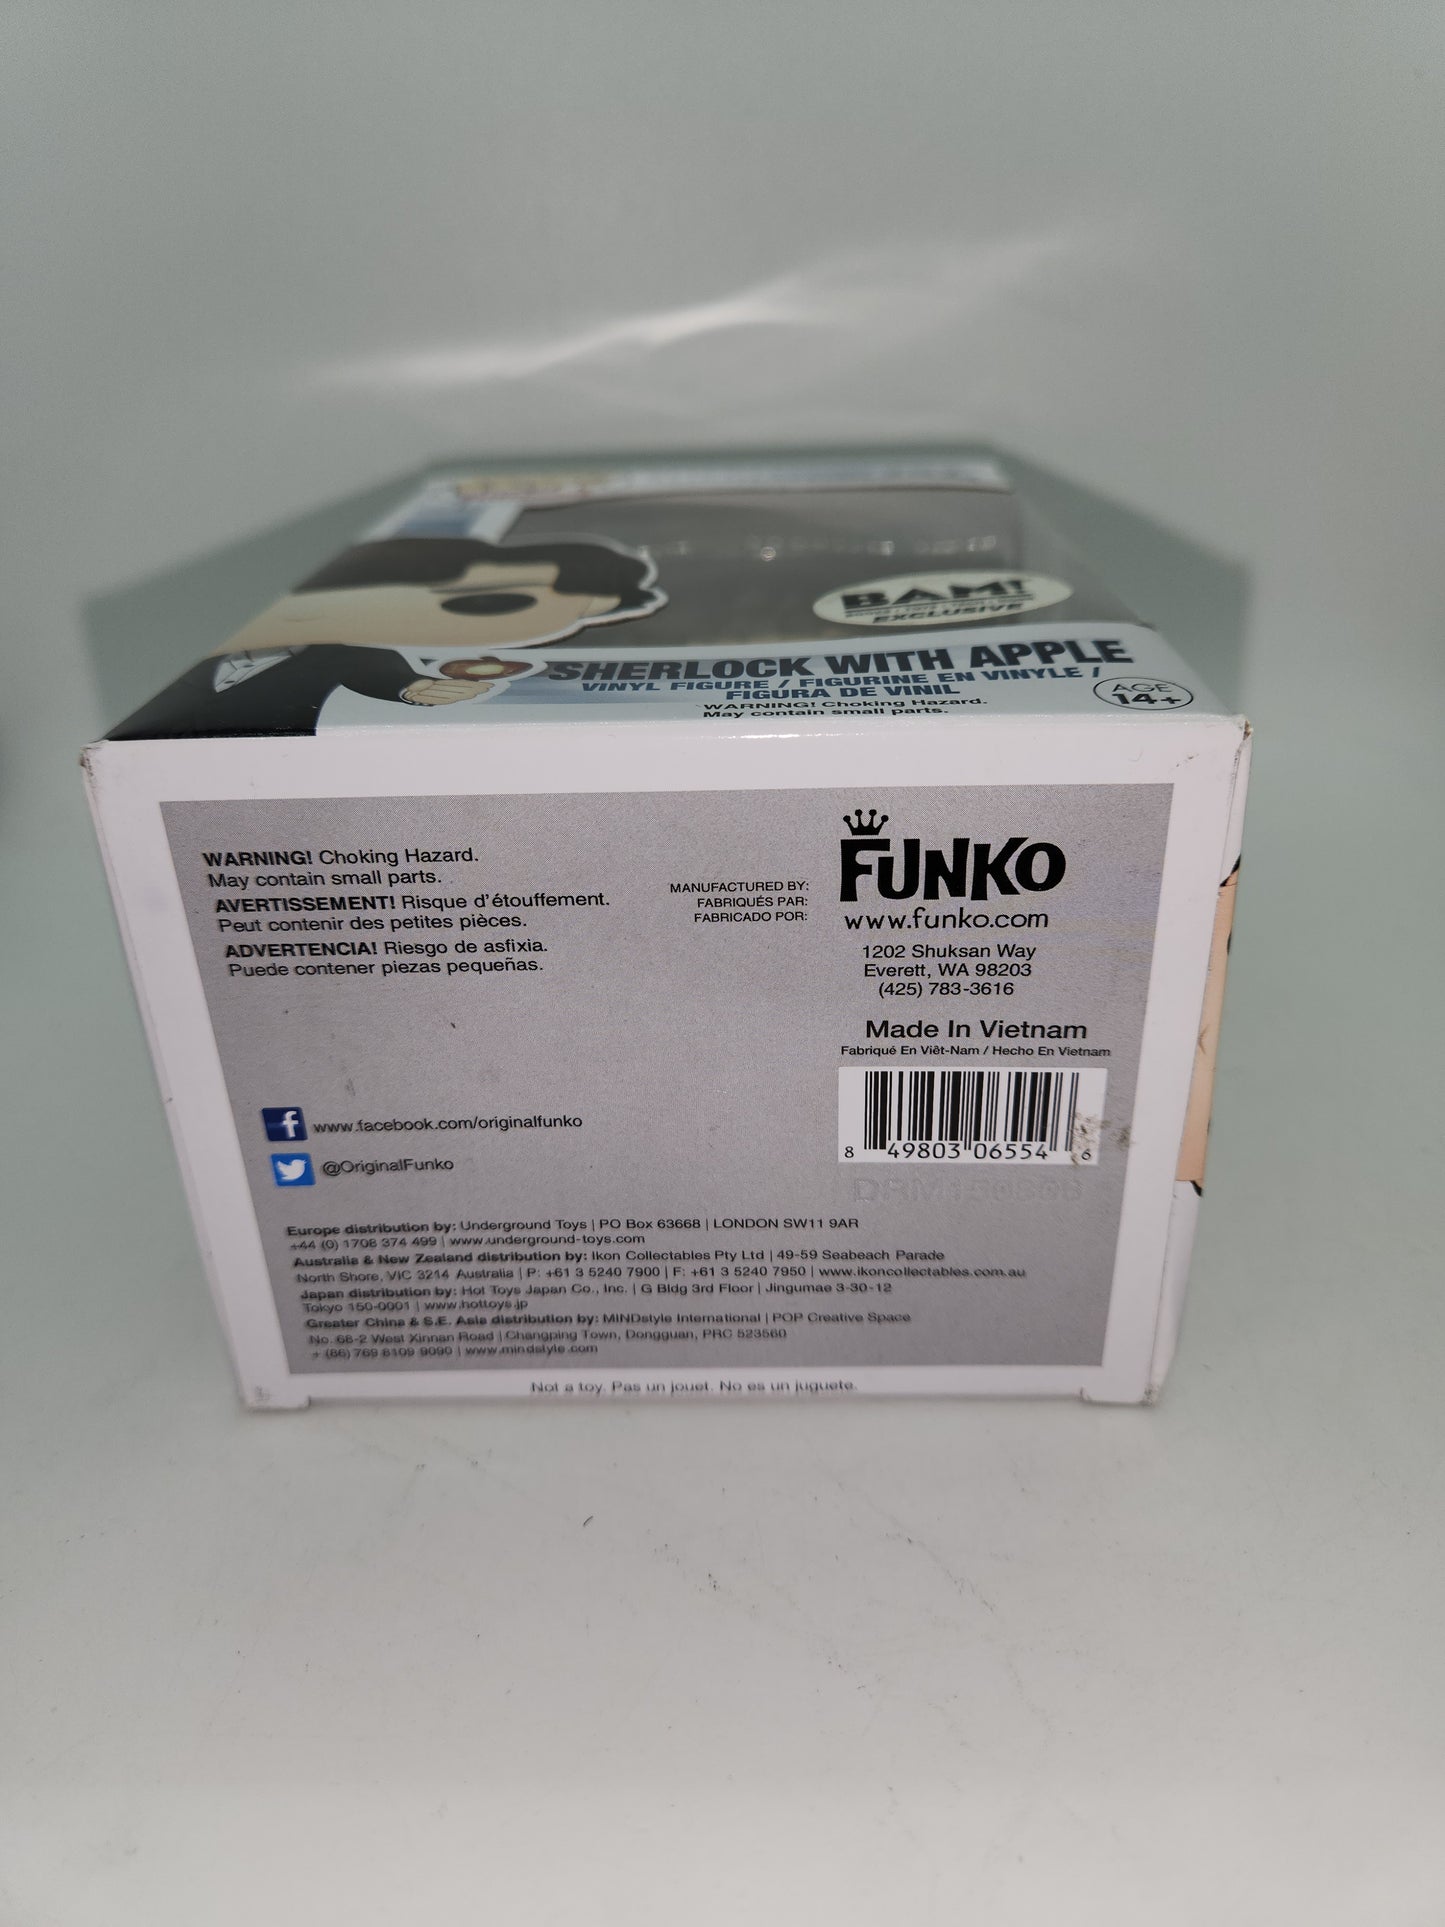 BAM!
EXCLUSIVE
SHERLOCK WITH APPLE
VINYL FIGURE / FIGURINE EN VINYLE /
FIGURA DE VINIL
WARNING! Choking Hazard.
May contain small parts.
AGE
14+
WARNING! Choking Hazard.
May contain small parts.
AVERTISSEMENT! Risque d'étouffement.
Peut contenir des petites pièces.
ADVERTENCIA! Riesgo de asfixia.
Puede contener piezas pequeñas.
MANUFACTURED BY:
FABRIQUÉS PAR:
FABRICADO POR:
FUNKO
www.funko.com
1202 Shuksan Way
Everett, WA 98203
(425) 783-3616
Made In Vietnam
Fabriqué En Viêt-Nam / Hecho En Vietnam
8 49803 06554 6
www.facebook.com/originalfunko
@OriginalFunko
Europe distribution by: Underground Toys | PO Box 63668 | LONDON SW11 9AR
+44 (0) 1708 374 499 | www.underground-toys.com
Australia & New Zealand distribution by: Ikon Collectables Pty Ltd | 49-59 Seabeach Parade
North Shore, VIC 3214 Australia | P: +61 3 5240 7900 | F: +61 3 5240 7950 | www.ikoncollectables.com.au
Japan distribution by: Hot Toys Japan Co., Inc. | G Bldg 3rd Floor | Jingumae 3-30-12
Tokyo 150-0001 | www.hottoys.jp
Greater China & S.E. Asia distribution by: MINDstyle International | POP Creative Space
No. 68-2 West Xinnan Road | Changping Town, Dongguan, PRC 523560
+ (86) 769 8109 9090 | www.mindstyle.com
Not a toy. Pas un jouet. No es un juguete.